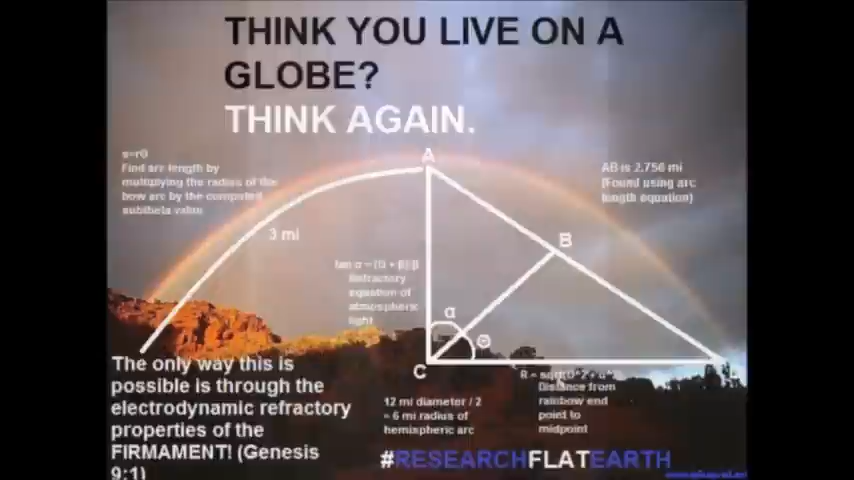 THINK YOU LIVE ON A
GLOBE?
THINK AGAIN.
A
s=rΘ
Find arc length by
multiplying the radius of the
bow arc by the computed
AB is 2,756 mi
(Found using arc
length equation)
3 mi
B
Refractory
equation of
atmospheric
light
α
Θ
C
The only way this is
possible is through the
electrodynamic refractory
properties of the
FIRMAMENT! (Genesis
9:1)
12 mi diameter / 2
= 6 mi radius of
hemispheric arc
Distance from
rainbow end
point to
midpoint
#RESEARCHFLATEARTH